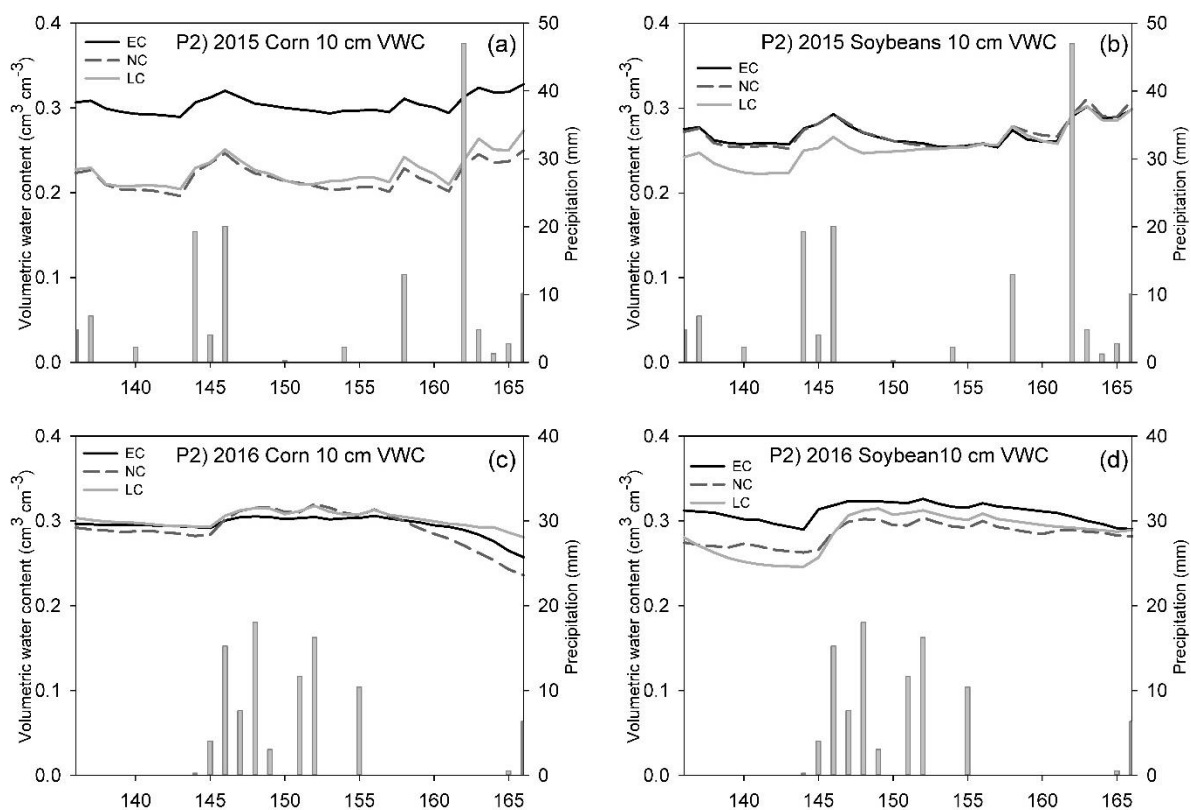 P2) 2015 Corn 10 cm VWC
(a)
EC
NC
LC
Volumetric water content (cm³ cm⁻³)
0.4
0.3
0.2
0.1
0.0
Precipitation (mm)
50
40
30
20
10
0
140 145 150 155 160 165
P2) 2015 Soybeans 10 cm VWC
(b)
EC
NC
LC
Volumetric water content (cm³ cm⁻³)
0.4
0.3
0.2
0.1
0.0
Precipitation (mm)
50
40
30
20
10
0
140 145 150 155 160 165
P2) 2016 Corn 10 cm VWC
(c)
EC
NC
LC
Volumetric water content (cm³ cm⁻³)
0.4
0.3
0.2
0.1
0.0
Precipitation (mm)
40
30
20
10
0
140 145 150 155 160 165
P2) 2016 Soybean10 cm VWC
(d)
EC
NC
LC
Volumetric water content (cm³ cm⁻³)
0.4
0.3
0.2
0.1
0.0
Precipitation (mm)
40
30
20
10
0
140 145 150 155 160 165